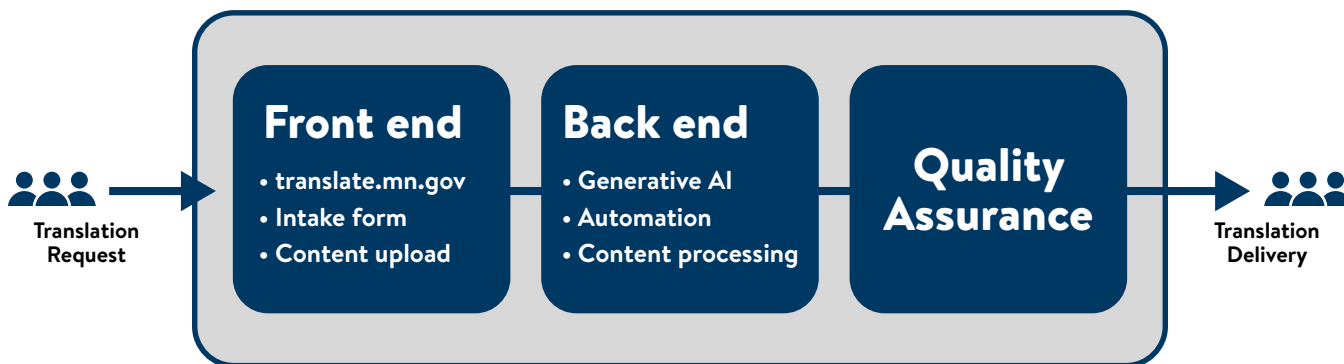 Translation
Request
Front end
• translate.mn.gov
• Intake form
• Content upload
Back end
• Generative AI
• Automation
• Content processing
Quality
Assurance
Translation
Delivery